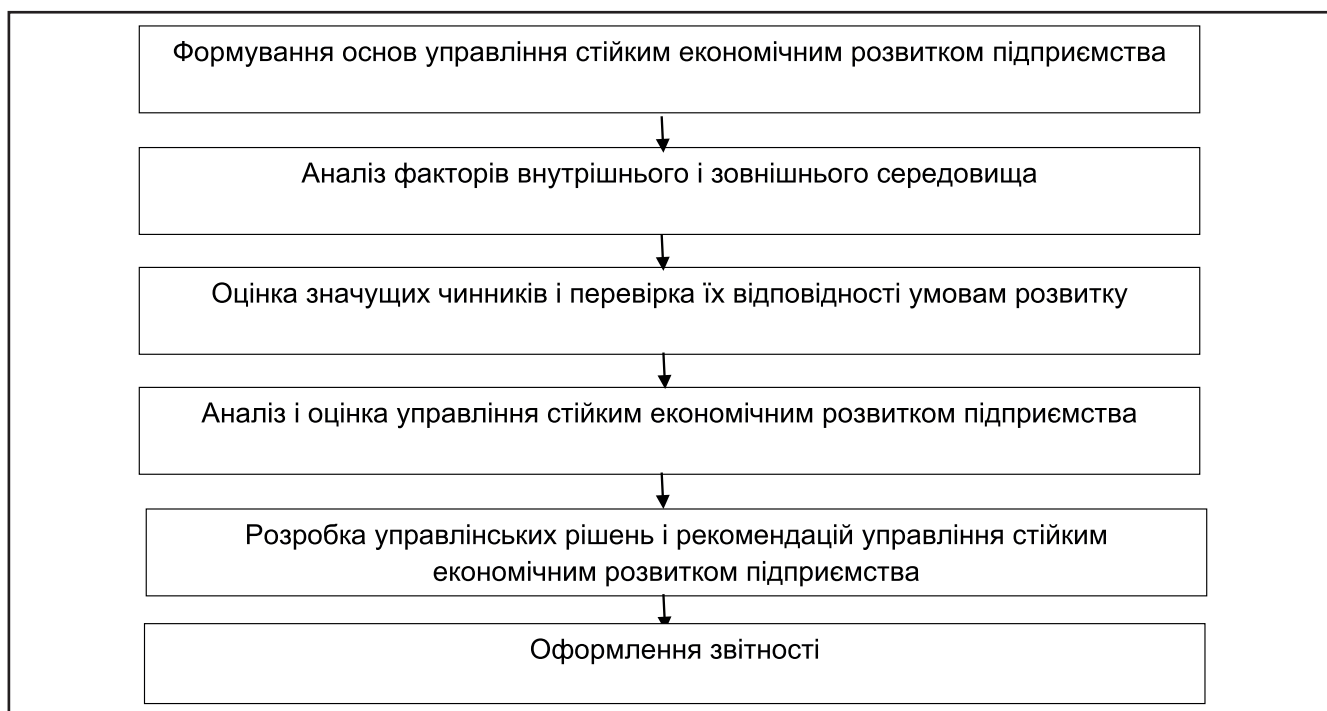 Формування основ управління стійким економічним розвитком підприємства
Аналіз факторів внутрішнього і зовнішнього середовища
Оцінка значущих чинників і перевірка їх відповідності умовам розвитку
Аналіз і оцінка управління стійким економічним розвитком підприємства
Розробка управлінських рішень і рекомендацій управління стійким
економічним розвитком підприємства
Оформлення звітності